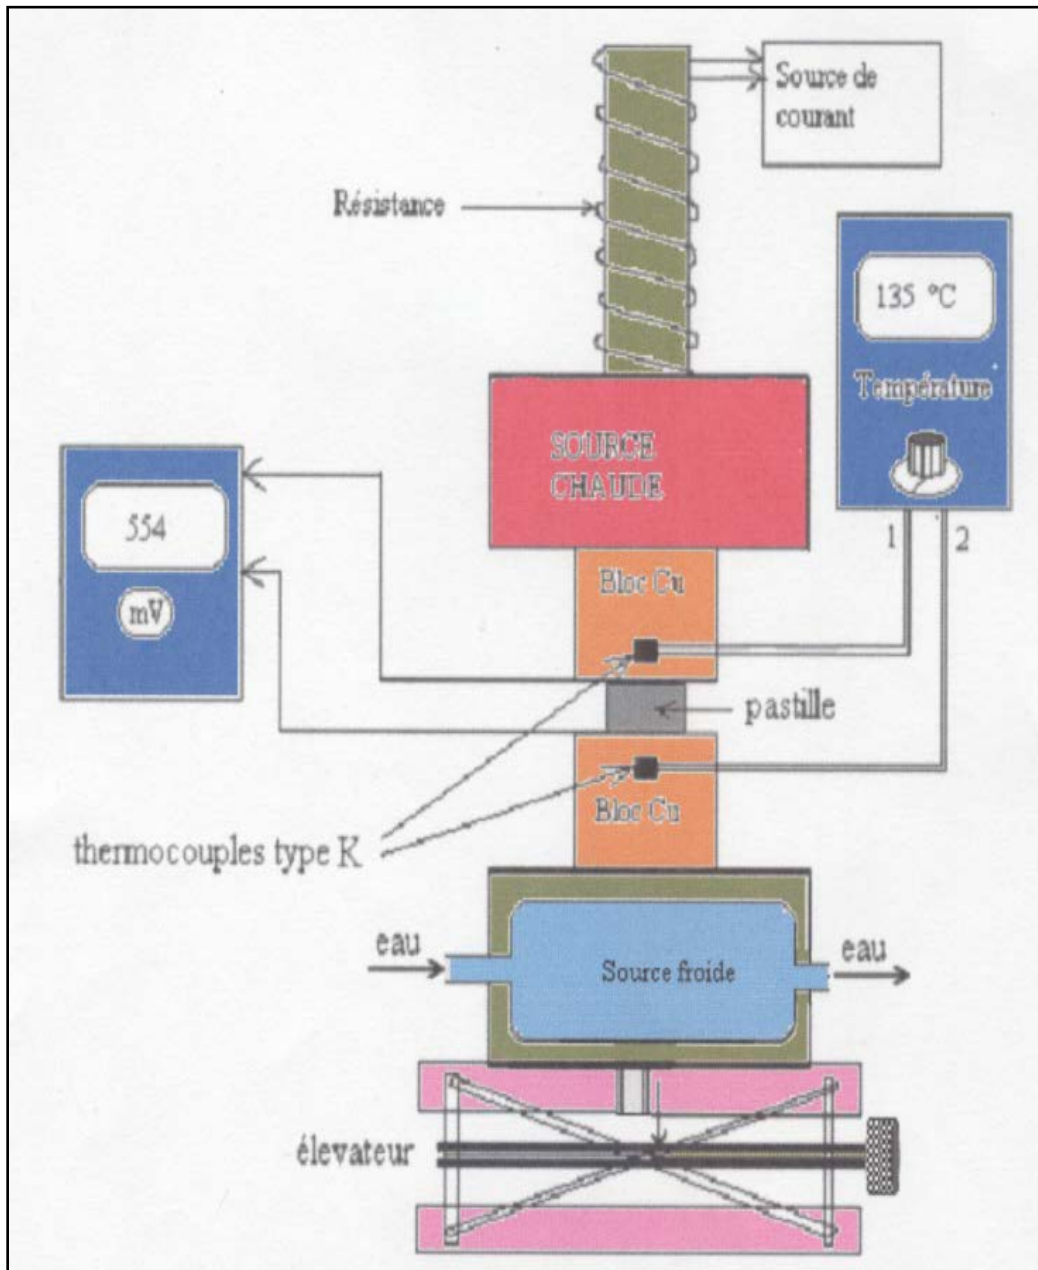 Source de
courant
Résistance
135 °C
Température
SOURCE
CHAUDE
554
mV
1 2
Bloc Cu
pastille
Bloc Cu
thermocouples type K
eau
eau
Source froide
élevateur